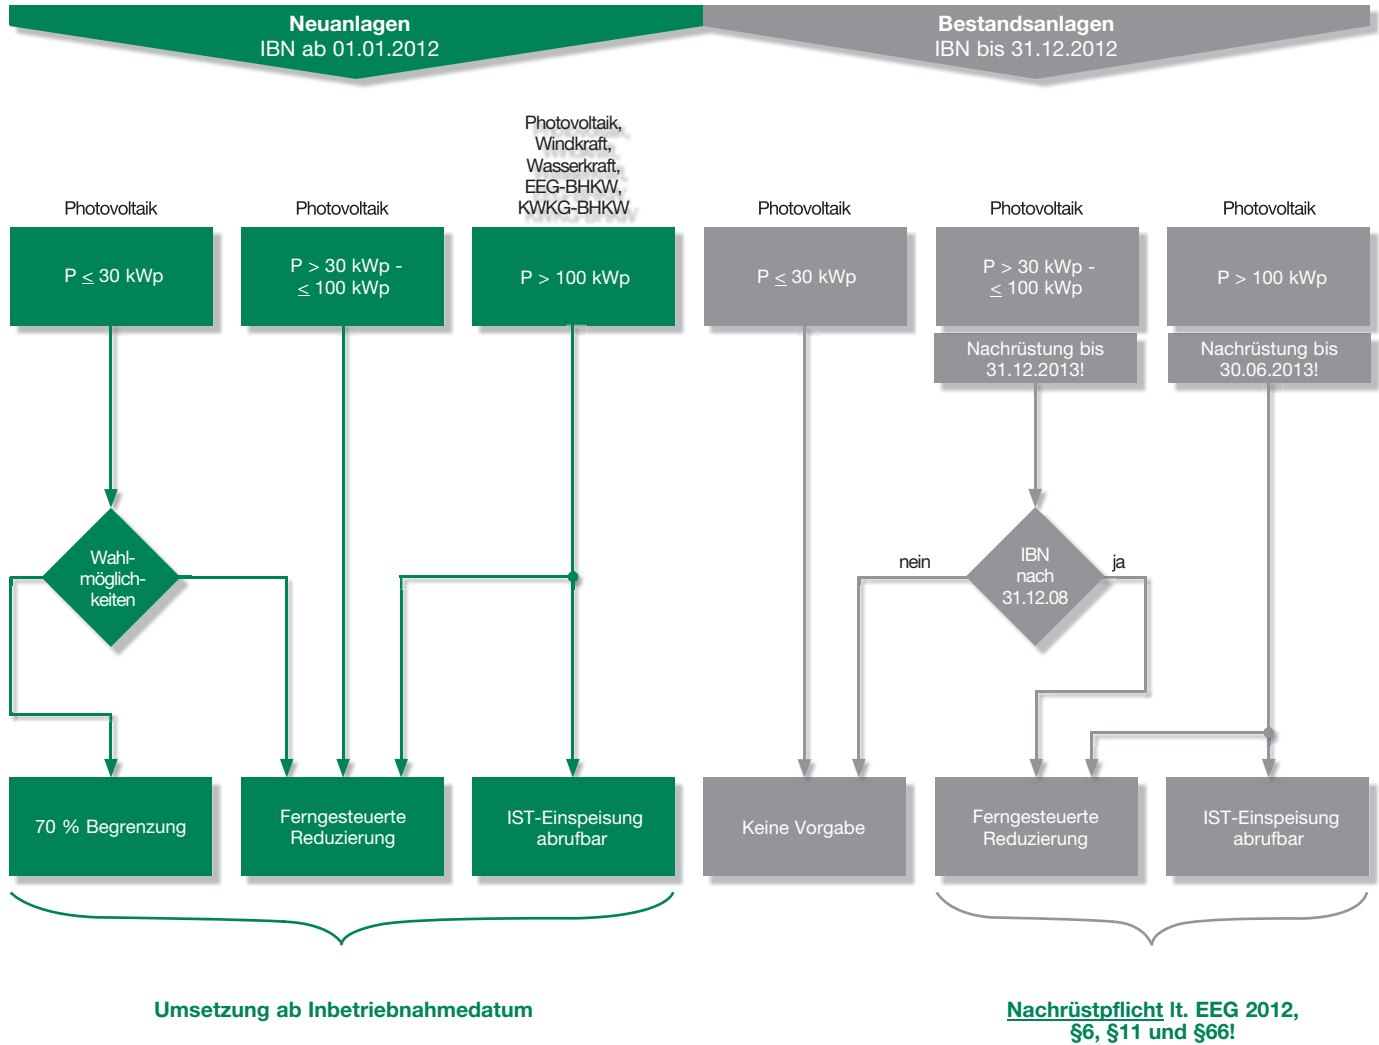 Neuanlagen
IBN ab 01.01.2012
Bestandsanlagen
IBN bis 31.12.2012
Photovoltaik
P ≤ 30 kWp
Photovoltaik
P > 30 kWp -
≤ 100 kWp
Photovoltaik,
Windkraft,
Wasserkraft,
EEG-BHKW,
KWKG-BHKW
P > 100 kWp
Photovoltaik
P ≤ 30 kWp
Photovoltaik
P > 30 kWp -
≤ 100 kWp
Nachrüstung bis
31.12.2013!
Photovoltaik
P > 100 kWp
Nachrüstung bis
30.06.2013!
Wahl-
möglich-
keiten
nein
IBN
nach
31.12.08
ja
70 % Begrenzung
Ferngesteuerte
Reduzierung
IST-Einspeisung
abrufbar
Keine Vorgabe
Ferngesteuerte
Reduzierung
IST-Einspeisung
abrufbar
Umsetzung ab Inbetriebnahmedatum
Nachrüstpflicht lt. EEG 2012,
§6, §11 und §66!